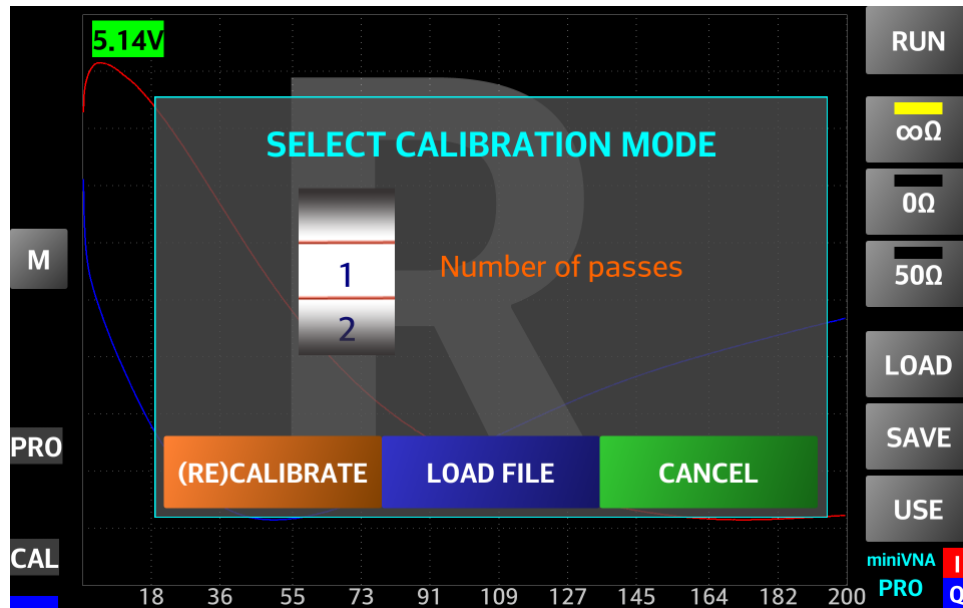 5.14V
RUN
∞Ω
0Ω
50Ω
LOAD
SAVE
USE
M
PRO
CAL
R
SELECT CALIBRATION MODE
1
2
Number of passes
(RE)CALIBRATE
LOAD FILE
CANCEL
18 36 55 73 91 109 127 145 164 182 200
miniVNA
PRO
I
Q